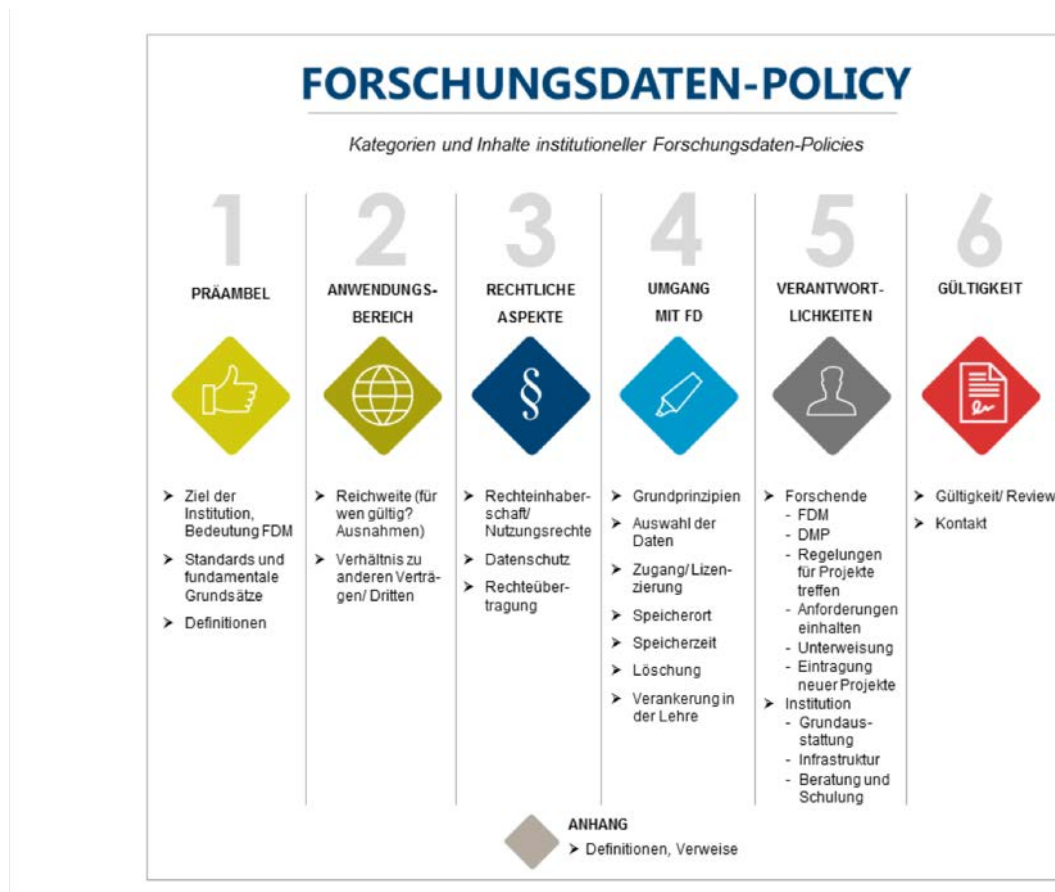 FORSCHUNGSDATEN-POLICY
Kategorien und Inhalte institutioneller Forschungsdaten-Policies
1
PRÄAMBEL
➤ Ziel der
Institution,
Bedeutung FDM
➤ Standards und
fundamentale
Grundsätze
➤ Definitionen
2
ANWENDUNGS-
BEREICH
➤ Reichweite (für
wen gültig?
Ausnahmen)
➤ Verhältnis zu
anderen Verträ-
gen/ Dritten
3
RECHTLICHE
ASPEKTE
§
➤ Rechteinhaber-
schaft/
Nutzungsrechte
➤ Datenschutz
➤ Rechteüber-
tragung
4
UMGANG
MIT FD
➤ Grundprinzipien
➤ Auswahl der
Daten
➤ Zugang/ Lizen-
zierung
➤ Speicherort
➤ Speicherzeit
➤ Löschung
➤ Verankerung in
der Lehre
5
VERANTWORT-
LICHKEITEN
➤ Forschende
- FDM
- DMP
- Regelungen
für Projekte
treffen
- Anforderungen
einhalten
- Unterweisung
- Eintragung
neuer Projekte
➤ Institution
- Grundaus-
stattung
- Infrastruktur
- Beratung und
Schulung
6
GÜLTIGKEIT
➤ Gültigkeit/ Review
➤ Kontakt
ANHANG
➤ Definitionen, Verweise